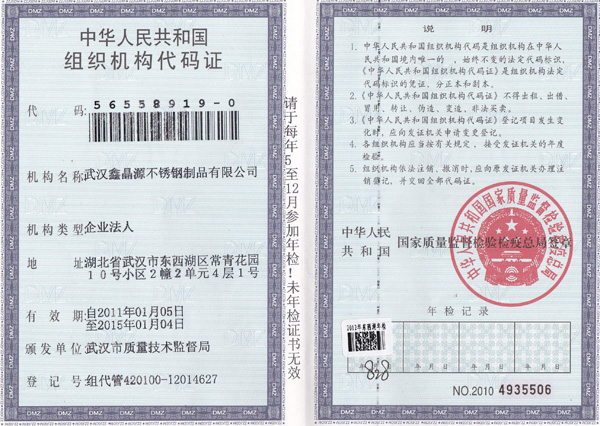 中华人民共和国
组织机构代码证
代 码:
56558919-0
机构名称:武汉鑫晶源不锈钢制品有限公司
机构类型:企业法人
地 址:湖北省武汉市东西湖区常青花园
10号小区2幢2单元4层1号
有 效 期:自2011年01月05日
至2015年01月04日
颁发单位:武汉市质量技术监督局
登 记 号:组代管420100-12014627
请于每年5至12月参加年检!未年检证书无效
说 明
1. 中华人民共和国组织机构代码是组织机构在中华人
民共和国境内唯一的、始终不变的法定代码标识,
《中华人民共和国组织机构代码证》是组织机构法定
代码标识的凭证,分正本和副本。
2. 《中华人民共和国组织机构代码证》不得出租、出借、
冒用、转让、伪造、变造、非法买卖。
3. 《中华人民共和国组织机构代码证》登记项目发生变
化时,应向发证机关申请变更登记。
4. 各组织机构应当按有关规定,接受发证机关的年度
检验。
5. 组织机构依法注销、撤消时,应向原发证机关办理注
销登记,并交回全部代码证。
中华人民
共 和 国
国家质量监督检验检疫总局签章
中华人民共和国国家质量监督检验检疫总局
年 检 记 录
NO.2010 4935506